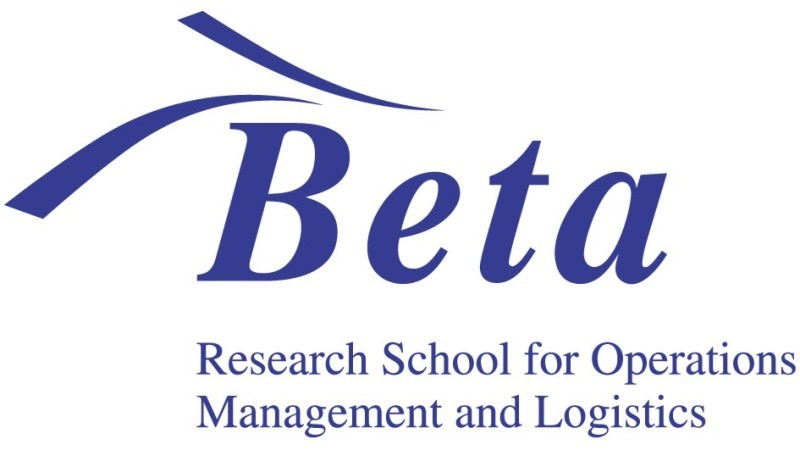 Beta
Research School for Operations
Management and Logistics